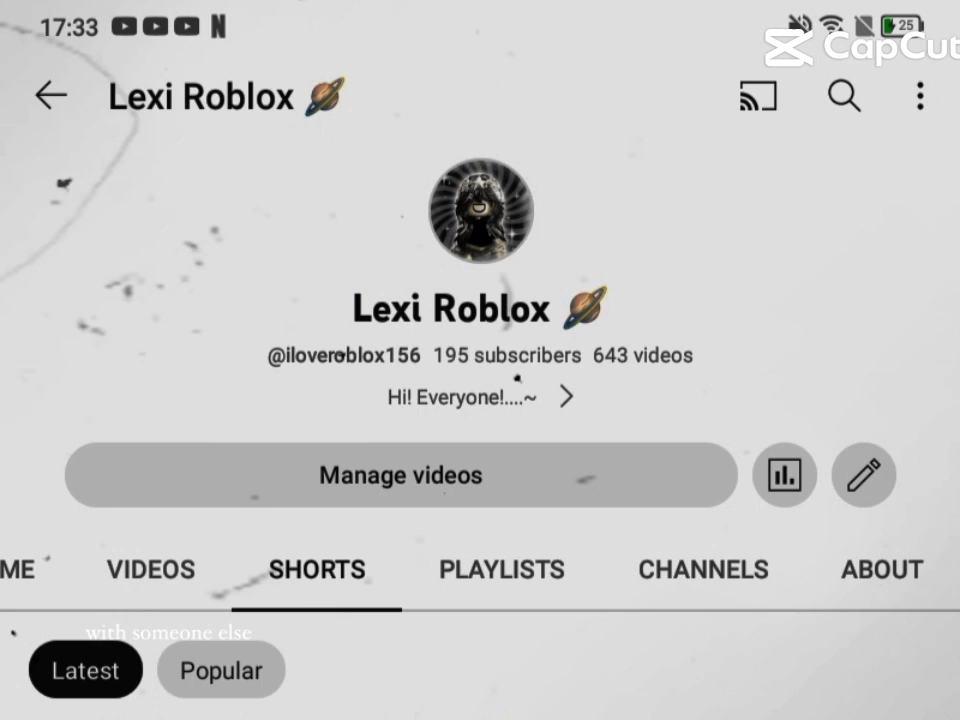 17:33
25
CapCut
Lexi Roblox 🪐
Lexi Roblox 🪐
@iloveroblox156 195 subscribers 643 videos
Hi! Everyone!....~
Manage videos
ME VIDEOS SHORTS PLAYLISTS CHANNELS ABOUT
with someone else
Latest Popular